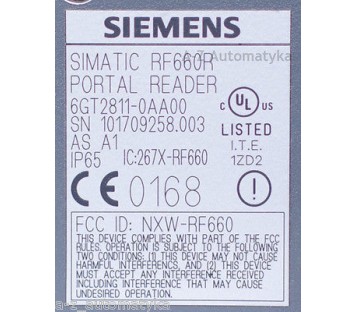 SIEMENS
A-Z Automatyka
SIMATIC RF660R
PORTAL READER
6GT2811-0AA00
SN 101709258.003
AS A1
IP65 IC:267X-RF660
C UL US
LISTED
I.T.E.
1ZD2
CE 0168
FCC ID: NXW-RF660
THIS DEVICE COMPLIES WITH PART OF THE FCC
RULES. OPERATION IS SUBJECT TO THE FOLLOWING
TWO CONDITIONS: (1) THIS DEVICE MAY NOT CAUSE
HARMFUL INTERFERENCE, AND (2) THIS DEVICE MUST
ACCEPT ANY INTERFERENCE RECEIVED
INCLUDING INTERFERENCE THAT MAY CAUSE
UNDESIRED OPERATION.
a-z_automatyka